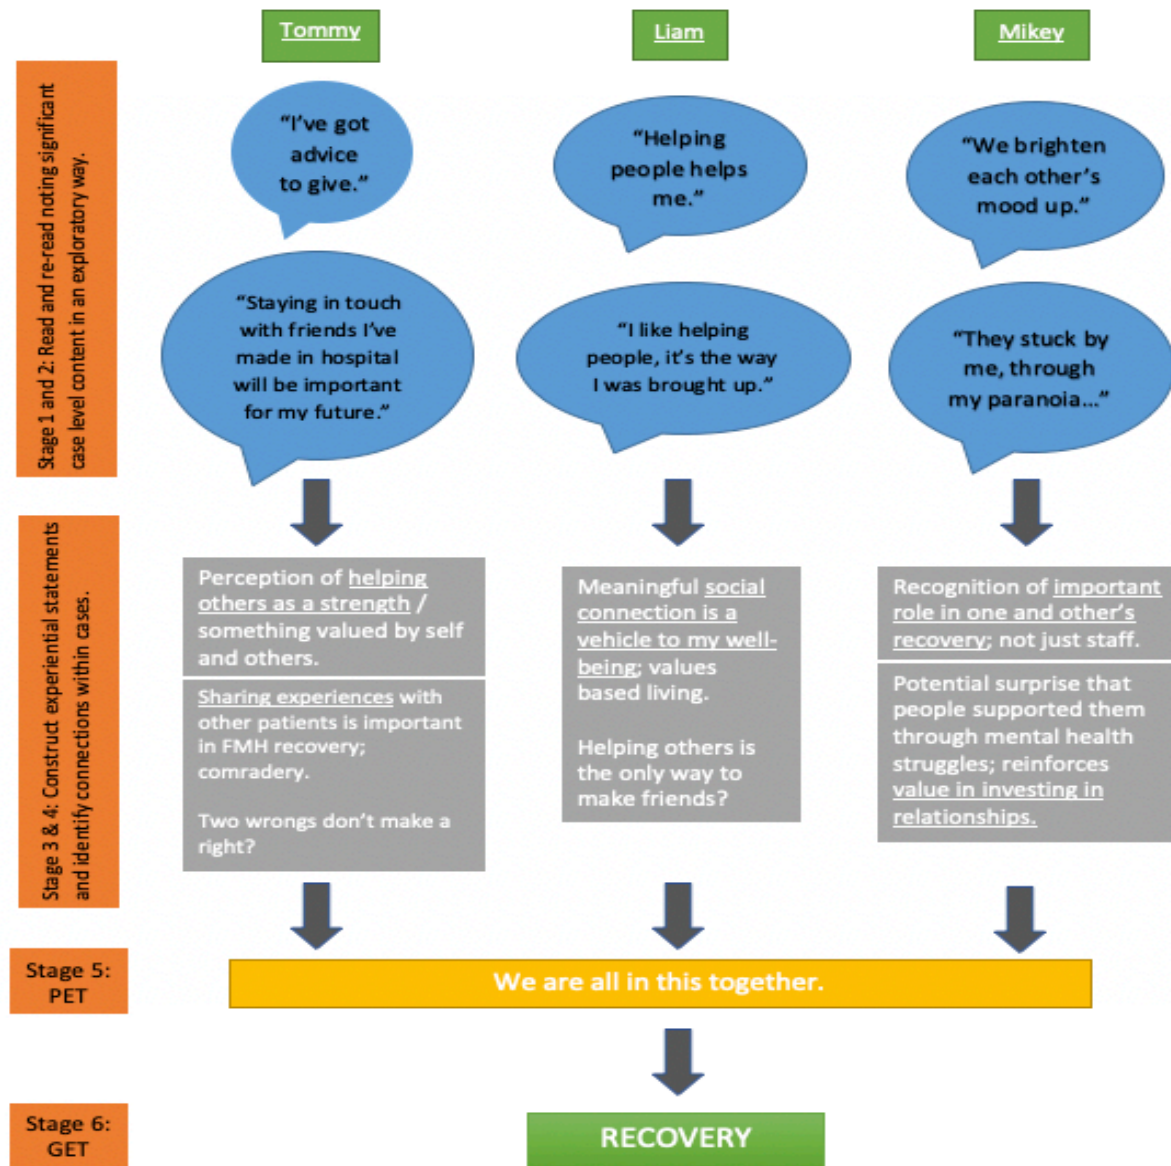 Tommy
Liam
Mikey
Stage 1 and 2: Read and re-read noting significant
case level content in an exploratory way.
“I’ve got
advice
to give.”
“Helping
people helps
me.”
“We brighten
each other’s
mood up.”
“Staying in touch
with friends I’ve
made in hospital
will be important
for my future.”
“I like helping
people, it’s the way
I was brought up.”
“They stuck by
me, through
my paranoia...”
Stage 3 & 4: Construct experiential statements
and identify connections within cases.
Perception of helping
others as a strength /
something valued by self
and others.
Sharing experiences with
other patients is important
in FMH recovery;
comradery.
Two wrongs don’t make a
right?
Meaningful social
connection is a
vehicle to my well-
being; values
based living.
Helping others is
the only way to
make friends?
Recognition of important
role in one and other’s
recovery; not just staff.
Potential surprise that
people supported them
through mental health
struggles; reinforces
value in investing in
relationships.
Stage 5:
PET
We are all in this together.
Stage 6:
GET
RECOVERY